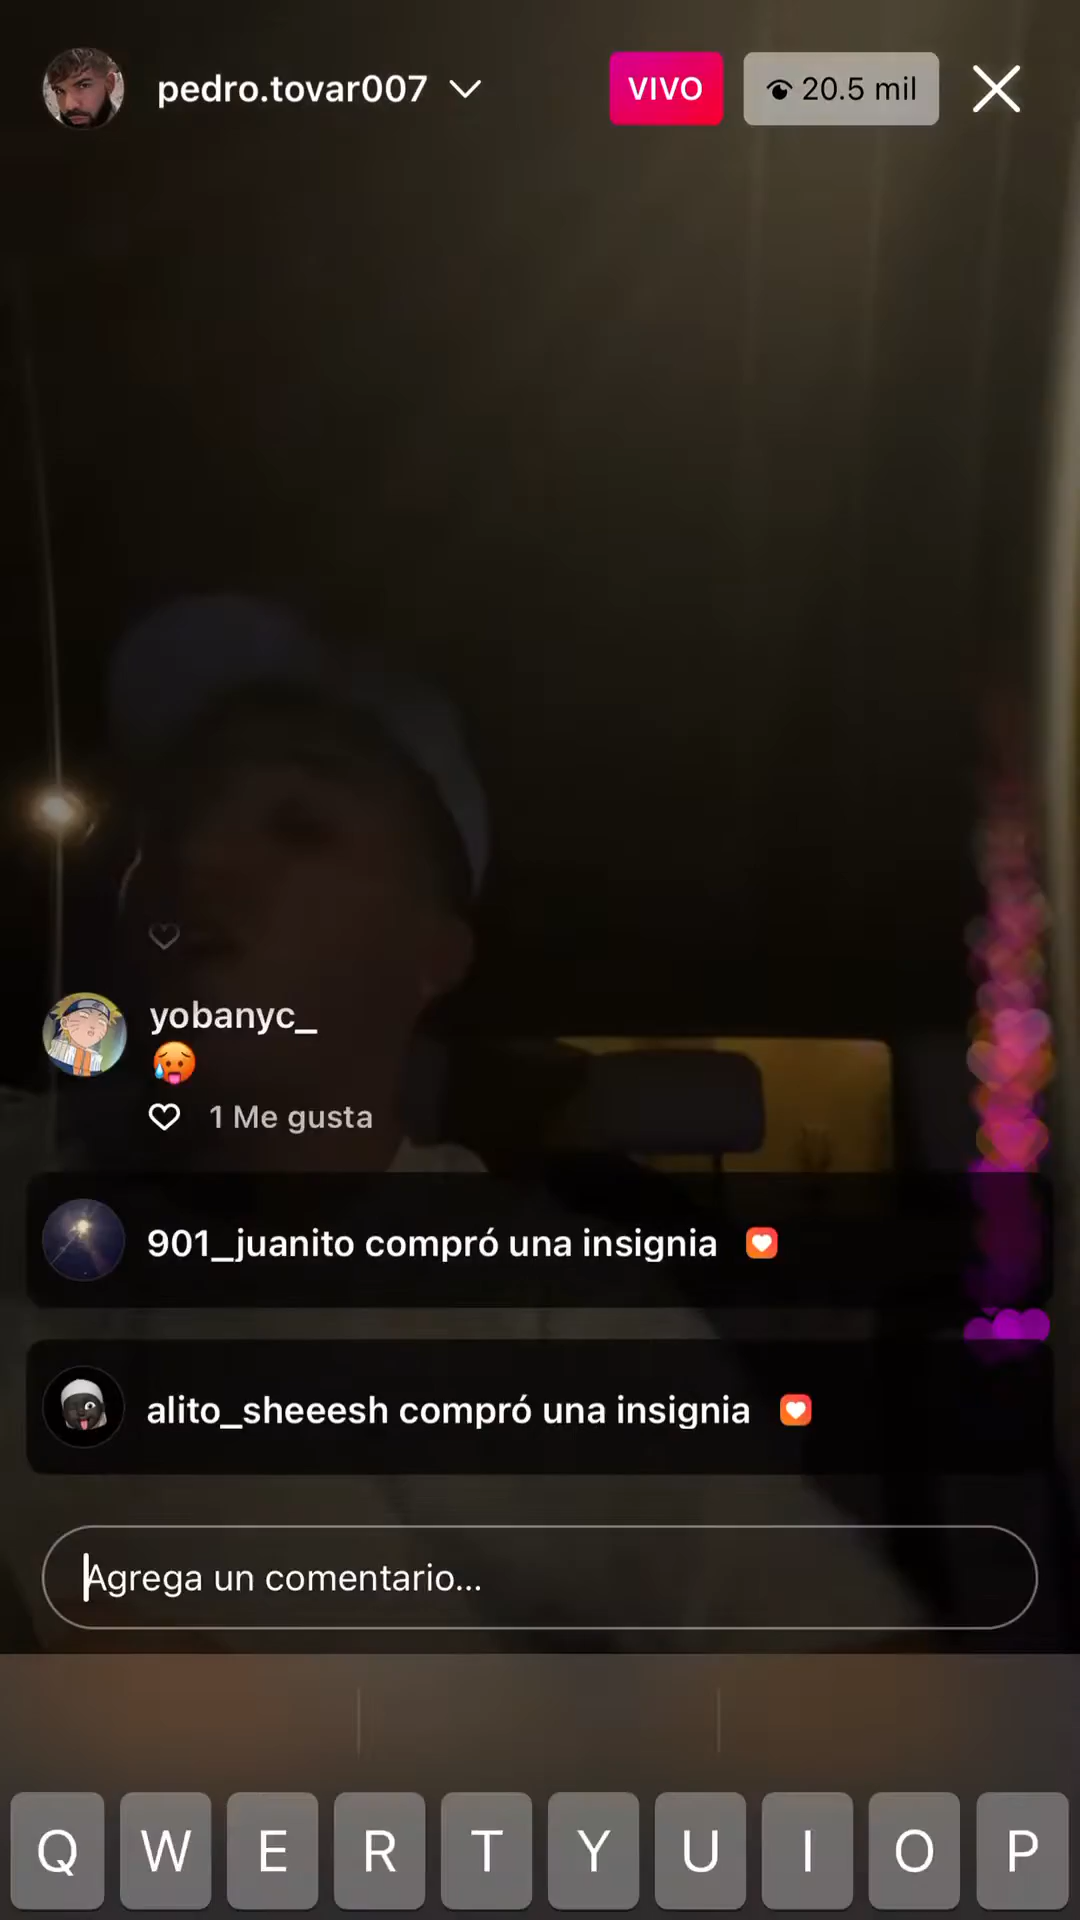 pedro.tovar007
VIVO
20.5 mil
yobanyc_
1 Me gusta
901_juanito compró una insignia
alito_sheeesh compró una insignia
Agrega un comentario...
Q W E R T Y U I O P